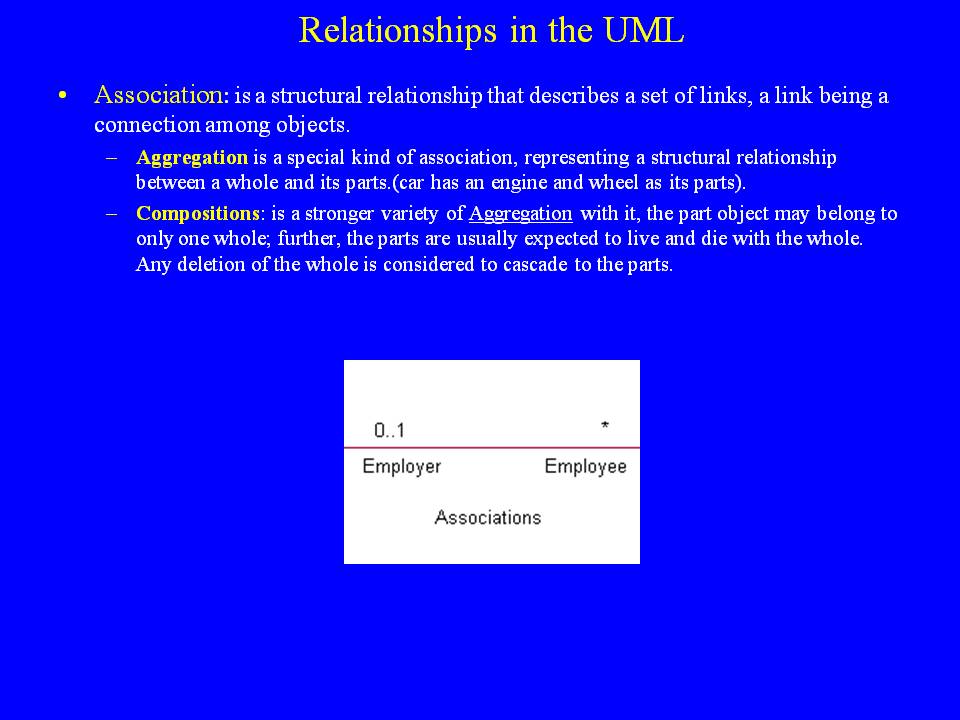 Relationships in the UML
• Association: is a structural relationship that describes a set of links, a link being a
connection among objects.
– Aggregation is a special kind of association, representing a structural relationship
between a whole and its parts.(car has an engine and wheel as its parts).
– Compositions: is a stronger variety of Aggregation with it, the part object may belong to
only one whole; further, the parts are usually expected to live and die with the whole.
Any deletion of the whole is considered to cascade to the parts.
0..1 *
Employer Employee
Associations